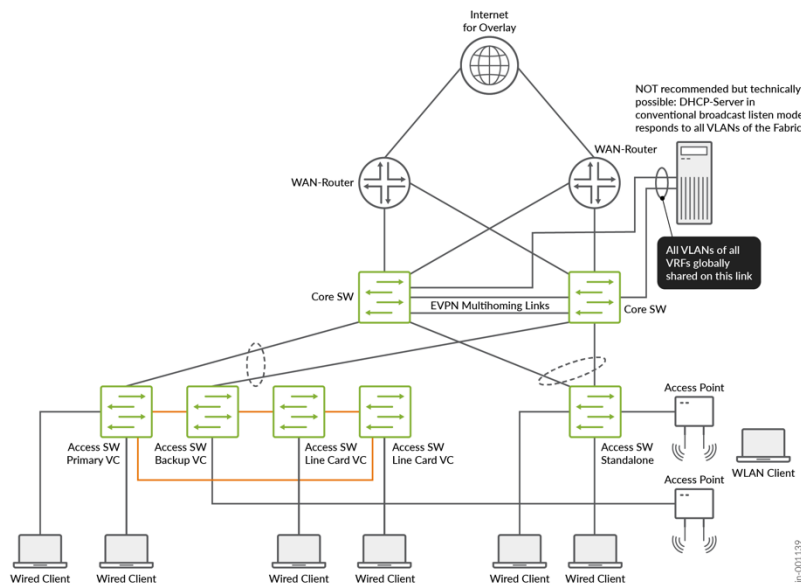 Internet
for Overlay
NOT recommended but technically
possible: DHCP-Server in
conventional broadcast listen mode
responds to all VLANs of the Fabric
WAN-Router
WAN-Router
All VLANs of all
VRFs globally
shared on this link
Core SW
EVPN Multihoming Links
Core SW
Access Point
Access SW
Primary VC
Access SW
Backup VC
Access SW
Line Card VC
Access SW
Line Card VC
Access SW
Standalone
WLAN Client
Access Point
Wired Client
Wired Client
Wired Client
Wired Client
Wired Client
Wired Client